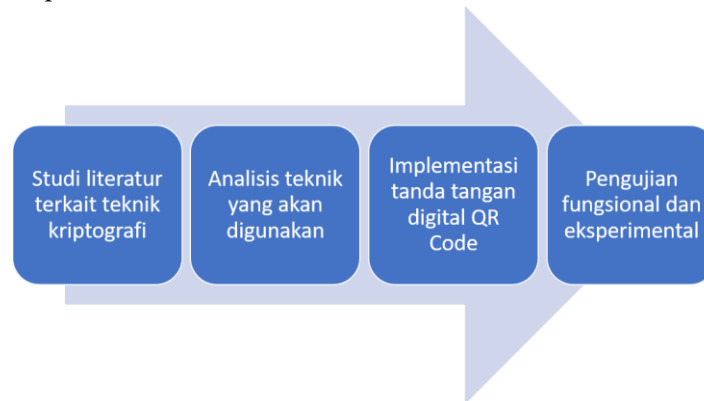 Studi literatur
terkait teknik
kriptografi
Analisis teknik
yang akan
digunakan
Implementasi
tanda tangan
digital QR
Code
Pengujian
fungsional dan
eksperimental